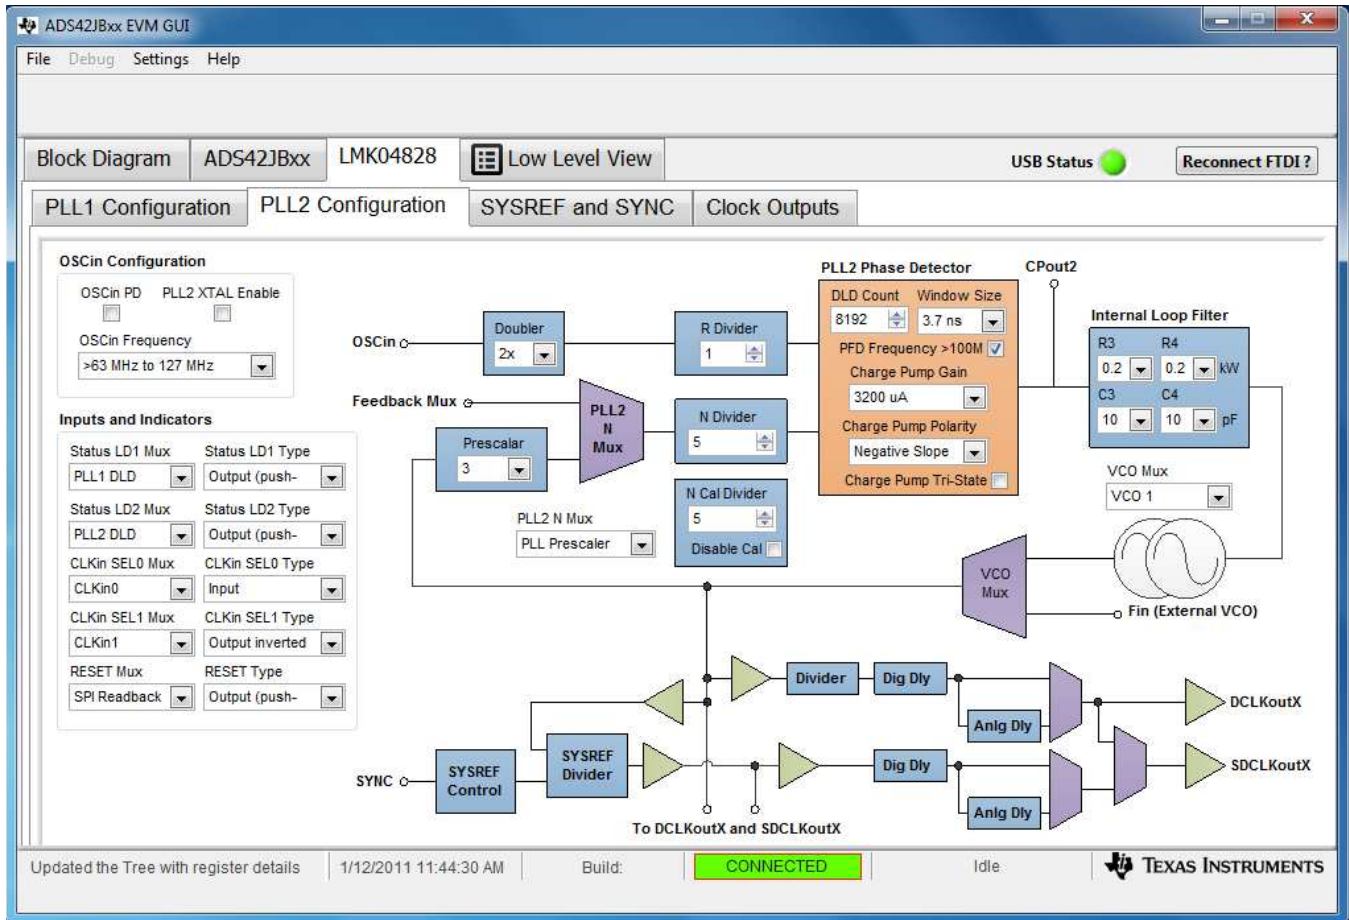 ADS42JBxx EVM GUI
File Debug Settings Help
Block Diagram ADS42JBxx LMK04828 Low Level View USB Status Reconnect FTDI ?
PLL1 Configuration PLL2 Configuration SYSREF and SYNC Clock Outputs
OSCin Configuration
OSCin PD PLL2 XTAL Enable
OSCin Frequency
>63 MHz to 127 MHz
Inputs and Indicators
Status LD1 Mux Status LD1 Type
PLL1 DLD Output (push-
Status LD2 Mux Status LD2 Type
PLL2 DLD Output (push-
CLKin SEL0 Mux CLKin SEL0 Type
CLKin0 Input
CLKin SEL1 Mux CLKin SEL1 Type
CLKin1 Output inverted
RESET Mux RESET Type
SPI Readback Output (push-
OSCin
Doubler
2x
R Divider
1
Feedback Mux
PLL2
N
Mux
Prescalar
3
N Divider
5
N Cal Divider
5
Disable Cal
PLL2 N Mux
PLL Prescaler
PLL2 Phase Detector
DLD Count Window Size
8192 3.7 ns
PFD Frequency >100M
Charge Pump Gain
3200 uA
Charge Pump Polarity
Negative Slope
Charge Pump Tri-State
CPout2
Internal Loop Filter
R3 R4
0.2 0.2 kW
C3 C4
10 10 pF
VCO Mux
VCO 1
VCO
Mux
Fin (External VCO)
Divider Dig Dly
Anlg Dly
DCLKoutX
SYNC
SYSREF
Control
SYSREF
Divider
Dig Dly
Anlg Dly
SDCLKoutX
To DCLKoutX and SDCLKoutX
Updated the Tree with register details 1/12/2011 11:44:30 AM Build: CONNECTED Idle TEXAS INSTRUMENTS